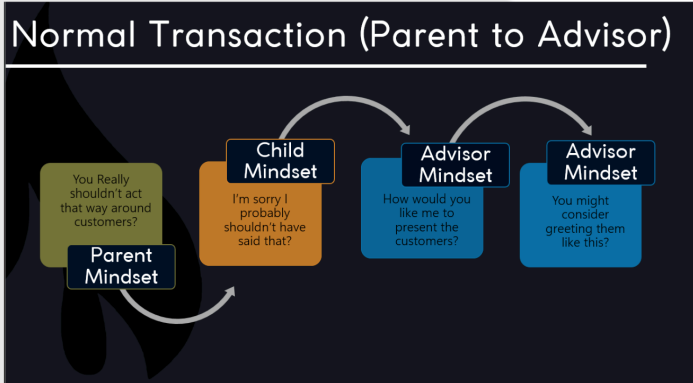 Normal Transaction (Parent to Advisor)
You Really
shouldn't act
that way around
customers?
Parent
Mindset
Child
Mindset
I'm sorry I
probably
shouldn't have
said that?
Advisor
Mindset
How would you
like me to
present the
customers?
Advisor
Mindset
You might
consider
greeting them
like this?